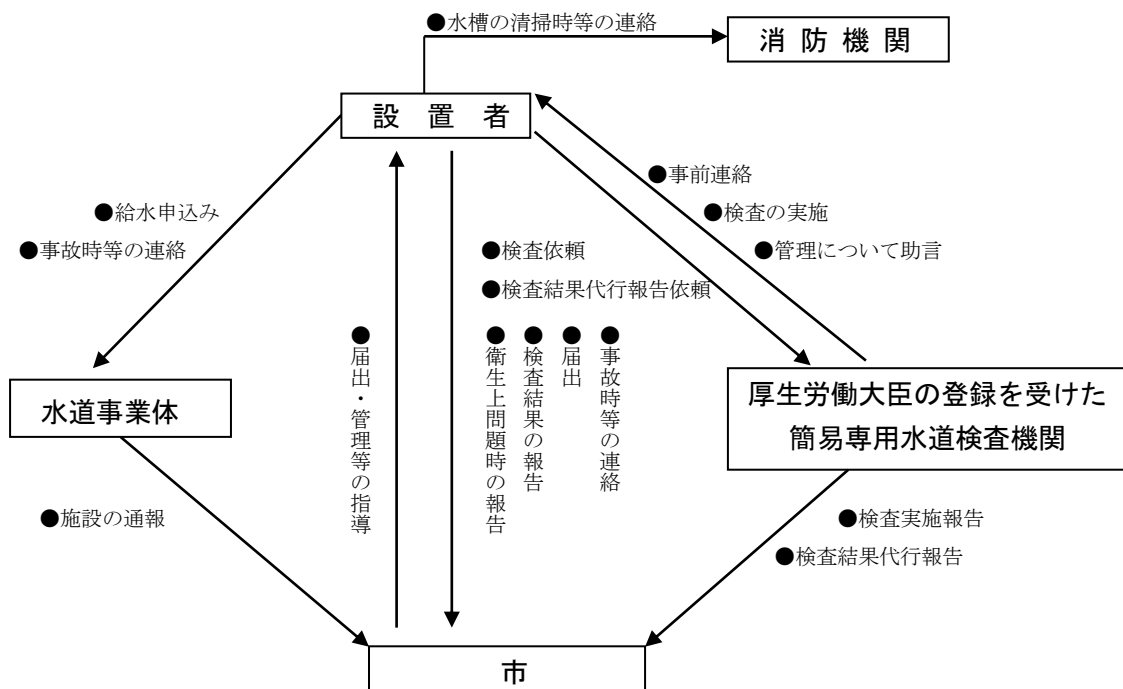 ●水槽の清掃時等の連絡
消防機関
設置者
●事前連絡
●給水申込み
●検査の実施
●事故時等の連絡
●管理について助言
●検査依頼
●検査結果代行報告依頼
●届出・管理等の指導
●衛生上問題時の報告
●検査結果の報告
●届出
●事故時等の連絡
水道事業体
厚生労働大臣の登録を受けた
簡易専用水道検査機関
●施設の通報
●検査実施報告
●検査結果代行報告
市